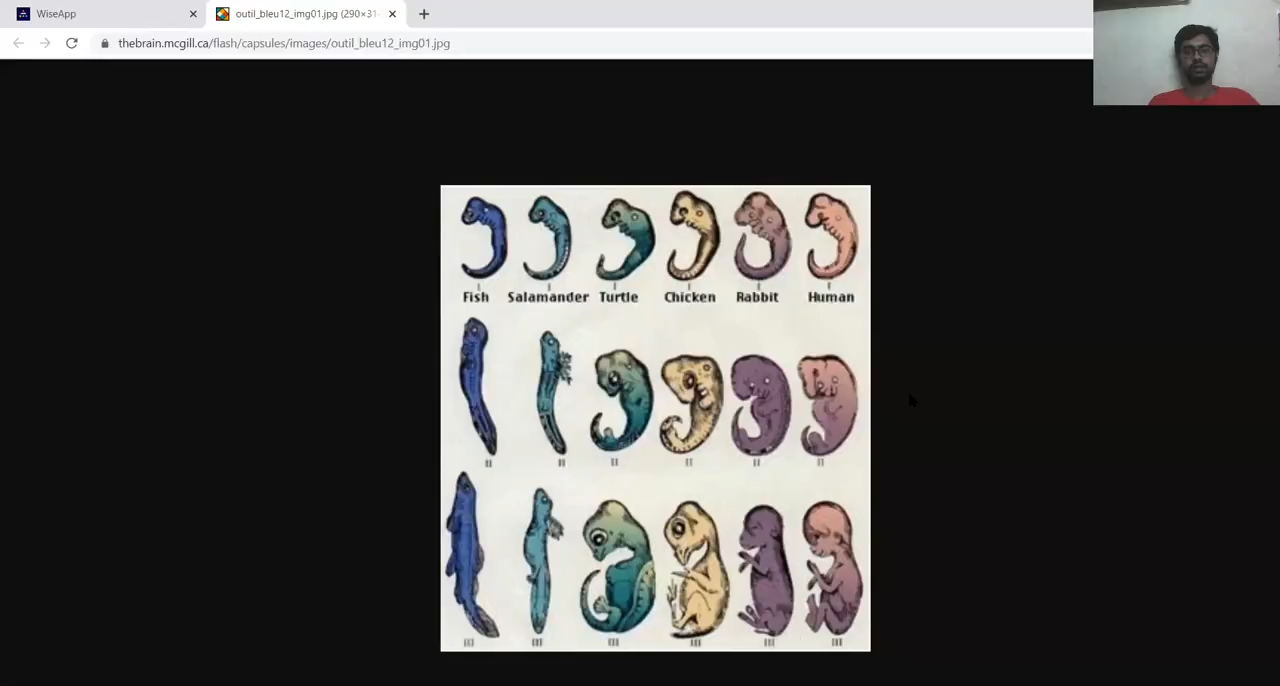 WiseApp
outil_bleu12_img01.jpg (290×31
thebrain.mcgill.ca/flash/capsules/images/outil_bleu12_img01.jpg
Fish Salamander Turtle Chicken Rabbit Human